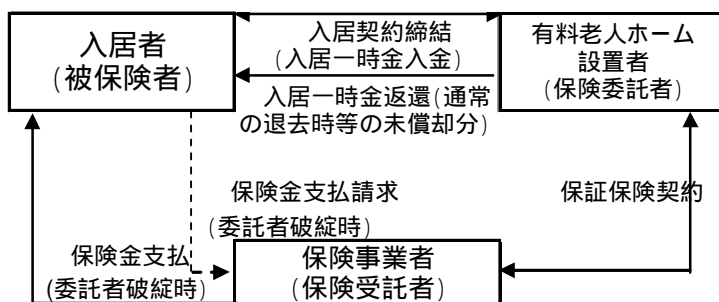 入居者
(被保険者)
入居契約締結
(入居一時金入金)
有料老人ホーム
設置者
(保険委託者)
入居一時金返還(通常
の退去時等の未償却分)
保険金支払請求
(委託者破綻時)
保証保険契約
保険金支払
(委託者破綻時)
保険事業者
(保険受託者)